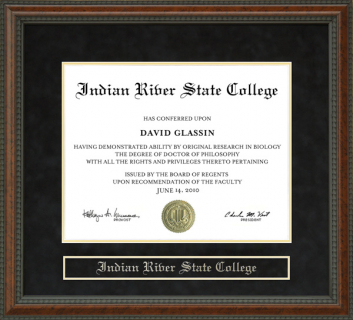 Indian River State College
HAS CONFERRED UPON
DAVID GLASSIN
HAVING DEMONSTRATED ABILITY BY ORIGINAL RESEARCH IN BIOLOGY
THE DEGREE OF DOCTOR OF PHILOSOPHY
WITH ALL THE RIGHTS AND PRIVILEGES THERETO PERTAINING
ISSUED BY THE BOARD OF REGENTS
UPON RECOMMENDATION OF THE FACULTY
JUNE 14, 2010
PROVOST
PRESIDENT
Indian River State College